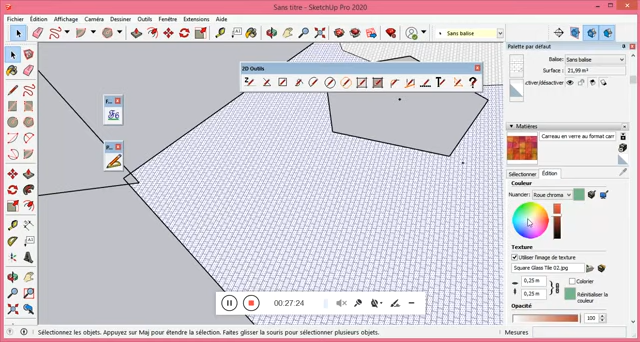 Sans titre - SketchUp Pro 2020
Fichier Édition Affichage Caméra Dessiner Outils Fenêtre Extensions Aide
Sans balise
Palette par défaut
Balise: Sans balise
Surface : 21,99 m²
ctiver/désactiver
2D Outils
Matières
Carreau en verre au format carr
Sélectionner Édition
Couleur
Nuancier: Roue chroma
Texture
Utiliser l'image de texture
Square Glass Tile 02.jpg
0,25 m
Colorier
0,25 m
Réinitialiser la couleur
Opacité
100
00:27:24
Sélectionnez les objets. Appuyez sur Maj pour étendre la sélection. Faites glisser la souris pour sélectionner plusieurs objets.
Mesures